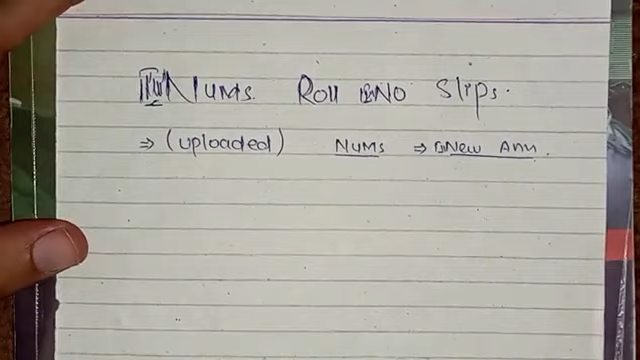 Nums Roll No Slips.
⇒ (uploaded) Nums ⇒ New Ann.